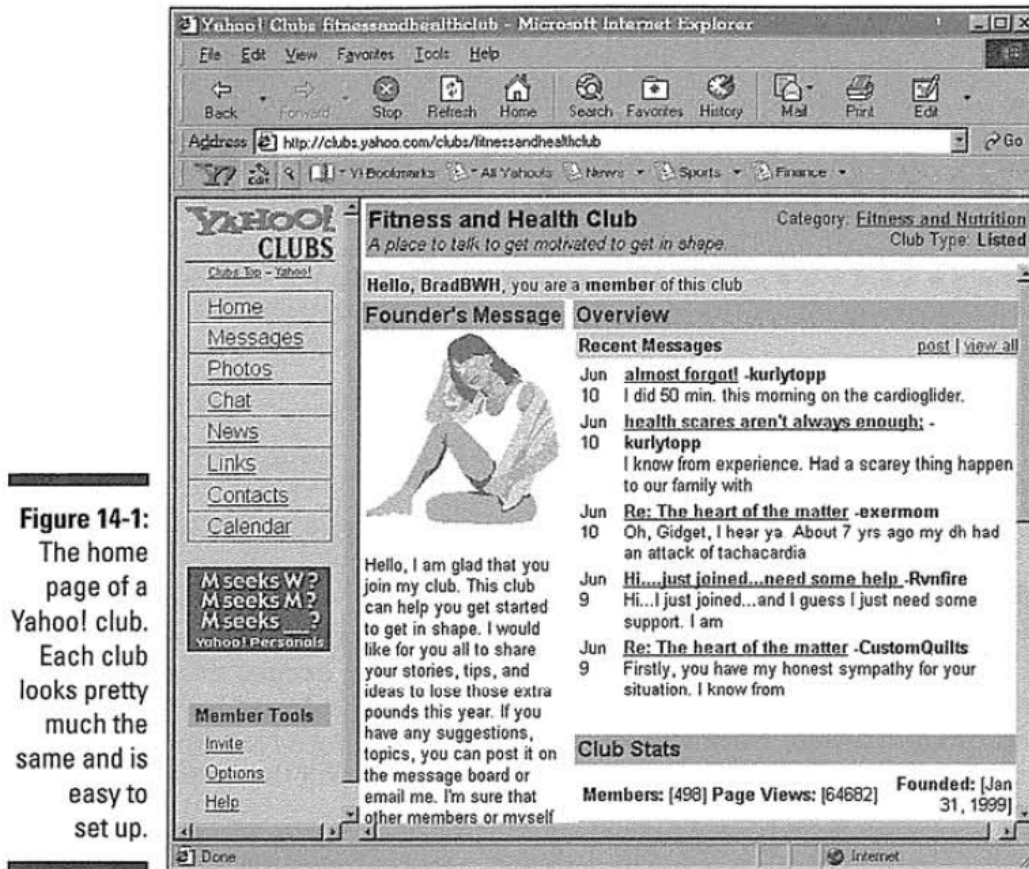 Figure 14-1:
The home
page of a
Yahoo! club.
Each club
looks pretty
much the
same and is
easy to
set up.
Yahoo! Clubs fitnessandhealthclub - Microsoft Internet Explorer
File Edit View Favorites Tools Help
Back Forward Stop Refresh Home Search Favorites History Mail Print Edit
Address http://clubs.yahoo.com/clubs/fitnessandhealthclub Go
Y! Edit Y! Bookmarks All Yahoos News Sports Finance
YAHOO!
CLUBS
Clubs Top - Yahoo!
Home
Messages
Photos
Chat
News
Links
Contacts
Calendar
M seeks W?
M seeks M?
M seeks __?
Yahoo! Personals
Member Tools
Invite
Options
Help
Fitness and Health Club
A place to talk to get motivated to get in shape.
Category: Fitness and Nutrition
Club Type: Listed
Hello, BradBWH, you are a member of this club
Founder's Message
Hello, I am glad that you
join my club. This club
can help you get started
to get in shape. I would
like for you all to share
your stories, tips, and
ideas to lose those extra
pounds this year. If you
have any suggestions,
topics, you can post it on
the message board or
email me. I'm sure that
other members or myself
Overview
Recent Messages post | view all
Jun almost forgot! -kurlytopp
10 I did 50 min. this morning on the cardioglider.
Jun health scares aren't always enough; -
10 kurlytopp
I know from experience. Had a scarey thing happen
to our family with
Jun Re: The heart of the matter -exermom
10 Oh, Gidget, I hear ya. About 7 yrs ago my dh had
an attack of tachacardia
Jun Hi....just joined...need some help -Rvnfire
9 Hi...I just joined...and I guess I just need some
support. I am
Jun Re: The heart of the matter -CustomQuilts
9 Firstly, you have my honest sympathy for your
situation. I know from
Club Stats
Members: [498] Page Views: [64682] Founded: [Jan
31, 1999]
Done Internet